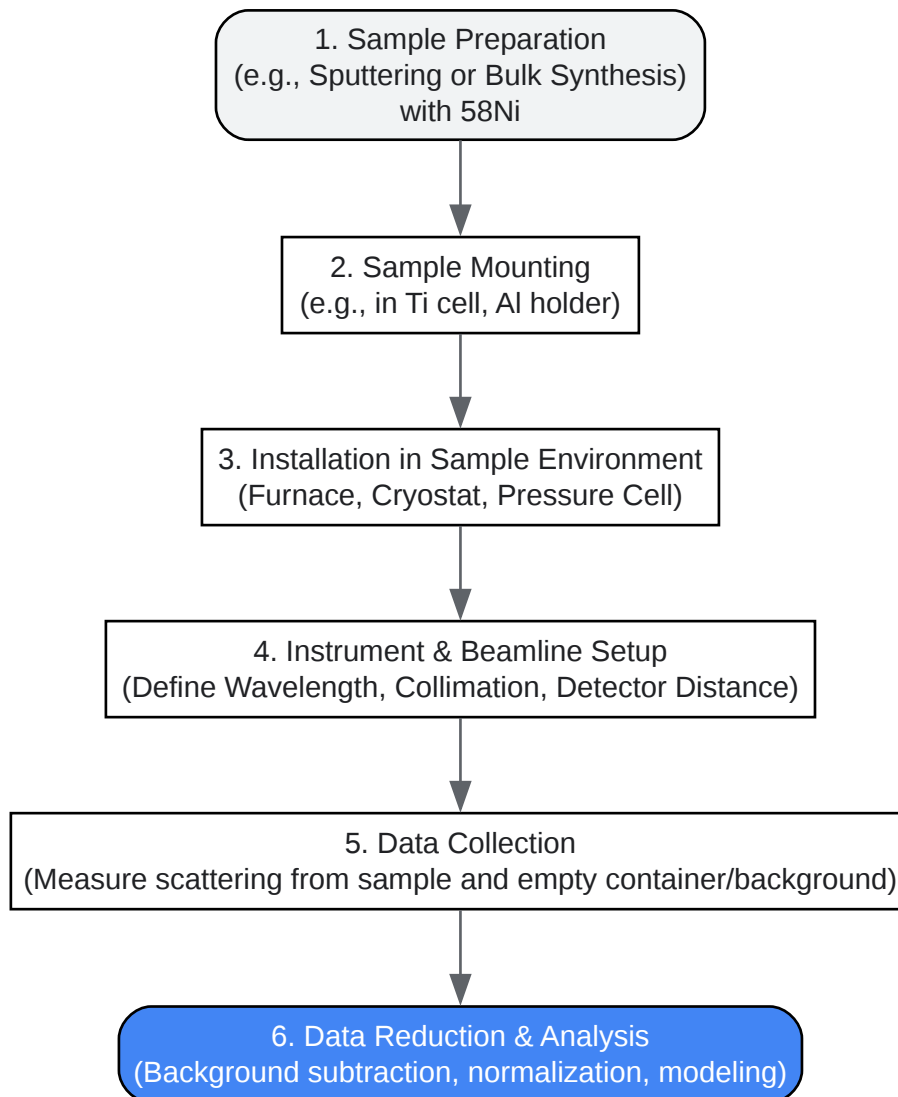 1. Sample Preparation
(e.g., Sputtering or Bulk Synthesis)
with 58Ni
2. Sample Mounting
(e.g., in Ti cell, Al holder)
3. Installation in Sample Environment
(Furnace, Cryostat, Pressure Cell)
4. Instrument & Beamline Setup
(Define Wavelength, Collimation, Detector Distance)
5. Data Collection
(Measure scattering from sample and empty container/background)
6. Data Reduction & Analysis
(Background subtraction, normalization, modeling)